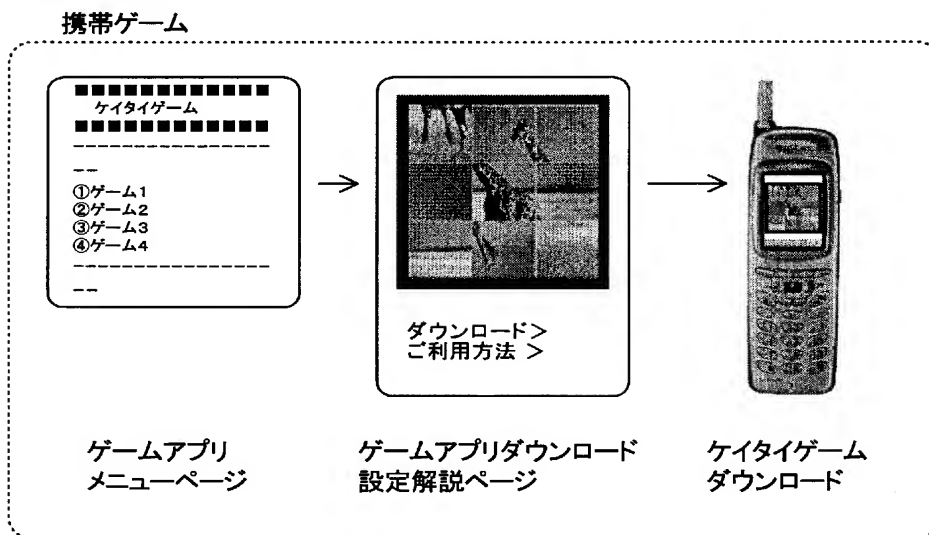 携帯ゲーム
ケイタイゲーム
①ゲーム1
②ゲーム2
③ゲーム3
④ゲーム4
ダウンロード>
ご利用方法 >
ゲームアプリ
メニューページ
ゲームアプリダウンロード
設定解説ページ
ケイタイゲーム
ダウンロード